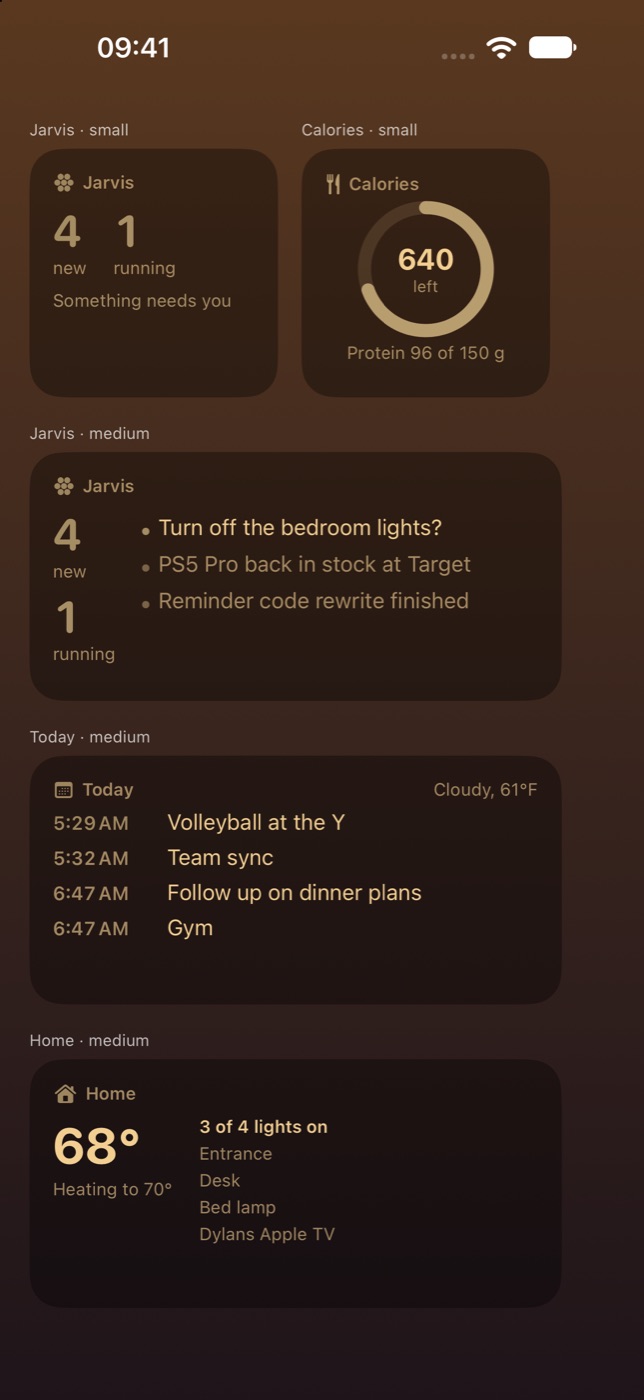 09:41
Jarvis · small
Calories · small
Jarvis
4 1
new running
Something needs you
Calories
640
left
Protein 96 of 150 g
Jarvis · medium
Jarvis
4
new
1
running
Turn off the bedroom lights?
PS5 Pro back in stock at Target
Reminder code rewrite finished
Today · medium
Today
Cloudy, 61°F
5:29 AM Volleyball at the Y
5:32 AM Team sync
6:47 AM Follow up on dinner plans
6:47 AM Gym
Home · medium
Home
68°
Heating to 70°
3 of 4 lights on
Entrance
Desk
Bed lamp
Dylans Apple TV